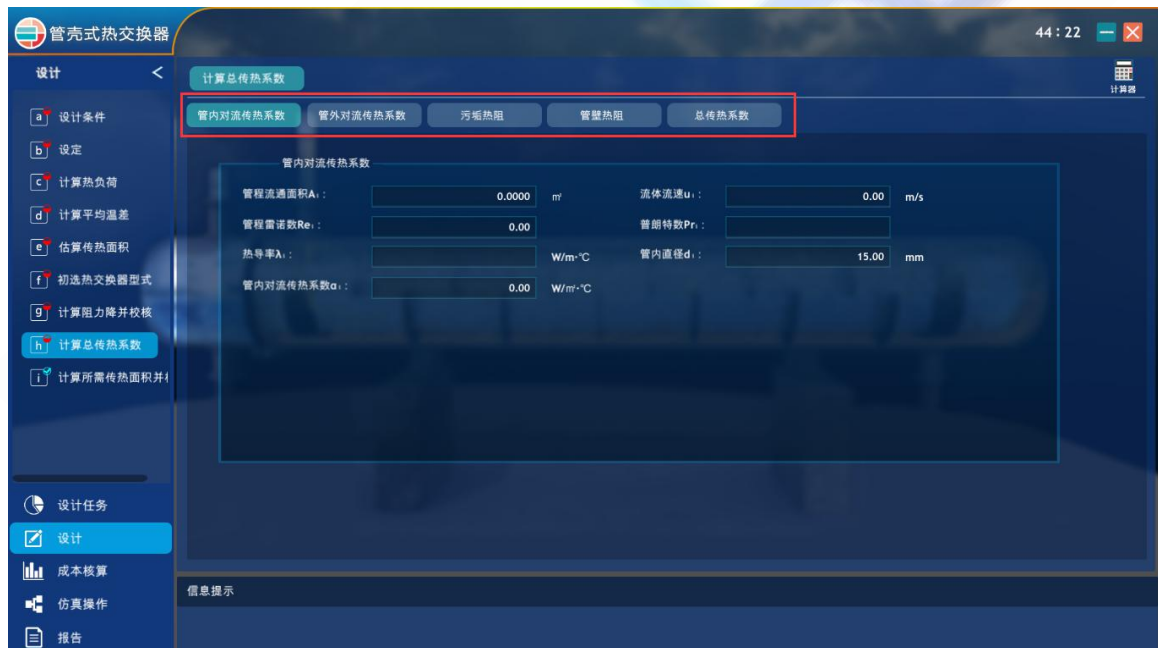 管壳式热交换器
44：22
设计 <
计算总传热系数
计算器
管内对流传热系数 管外对流传热系数 污垢热阻 管壁热阻 总传热系数
a 设计条件
b 设定
c 计算热负荷
d 计算平均温差
e 估算传热面积
f 初选热交换器型式
g 计算阻力降并校核
h 计算总传热系数
i 计算所需传热面积并
管内对流传热系数
管程流通面积Aᵢ： 0.0000 ㎡ 流体流速uᵢ： 0.00 m/s
管程雷诺数Reᵢ： 0.00 普朗特数Prᵢ：
热导率λᵢ： W/m·℃ 管内直径dᵢ： 15.00 mm
管内对流传热系数αᵢ： 0.00 W/㎡·℃
设计任务
设计
成本核算
仿真操作
报告
信息提示